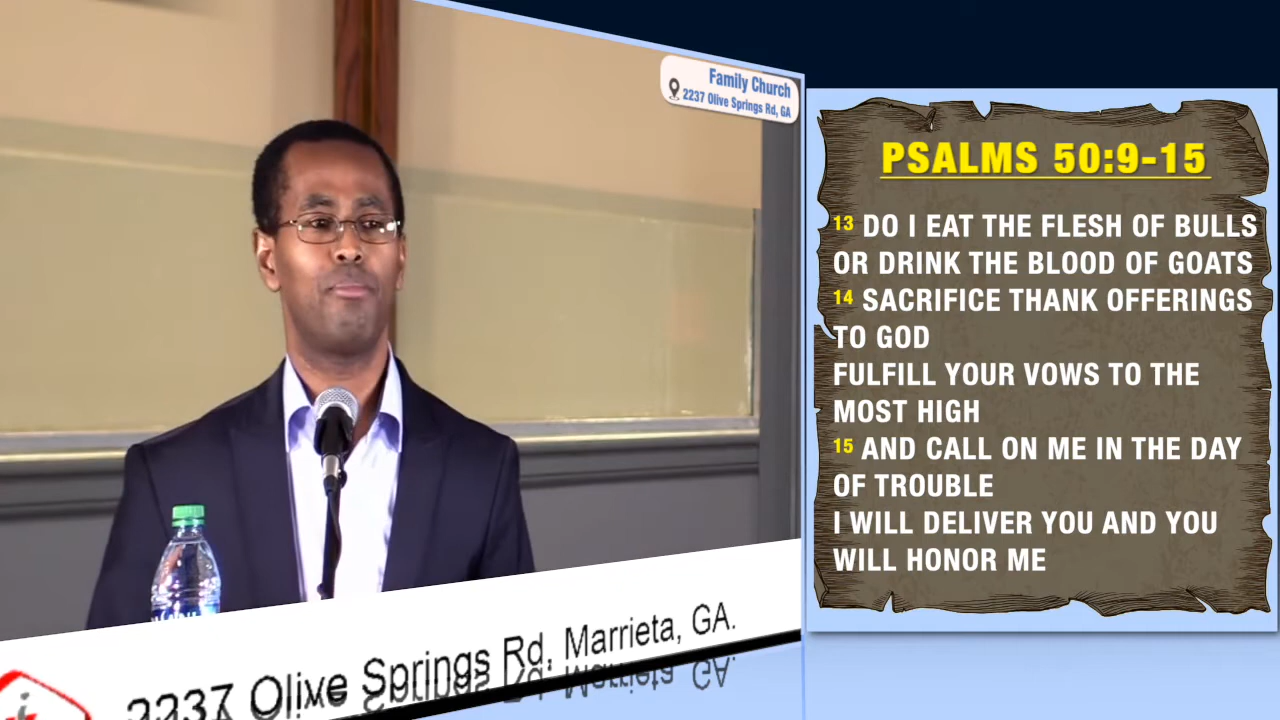 Family Church
2237 Olive Springs Rd, GA
PSALMS 50:9-15
13 DO I EAT THE FLESH OF BULLS
OR DRINK THE BLOOD OF GOATS
14 SACRIFICE THANK OFFERINGS
TO GOD
FULFILL YOUR VOWS TO THE
MOST HIGH
15 AND CALL ON ME IN THE DAY
OF TROUBLE
I WILL DELIVER YOU AND YOU
WILL HONOR ME
2237 Olive Springs Rd, Marrieta, GA.